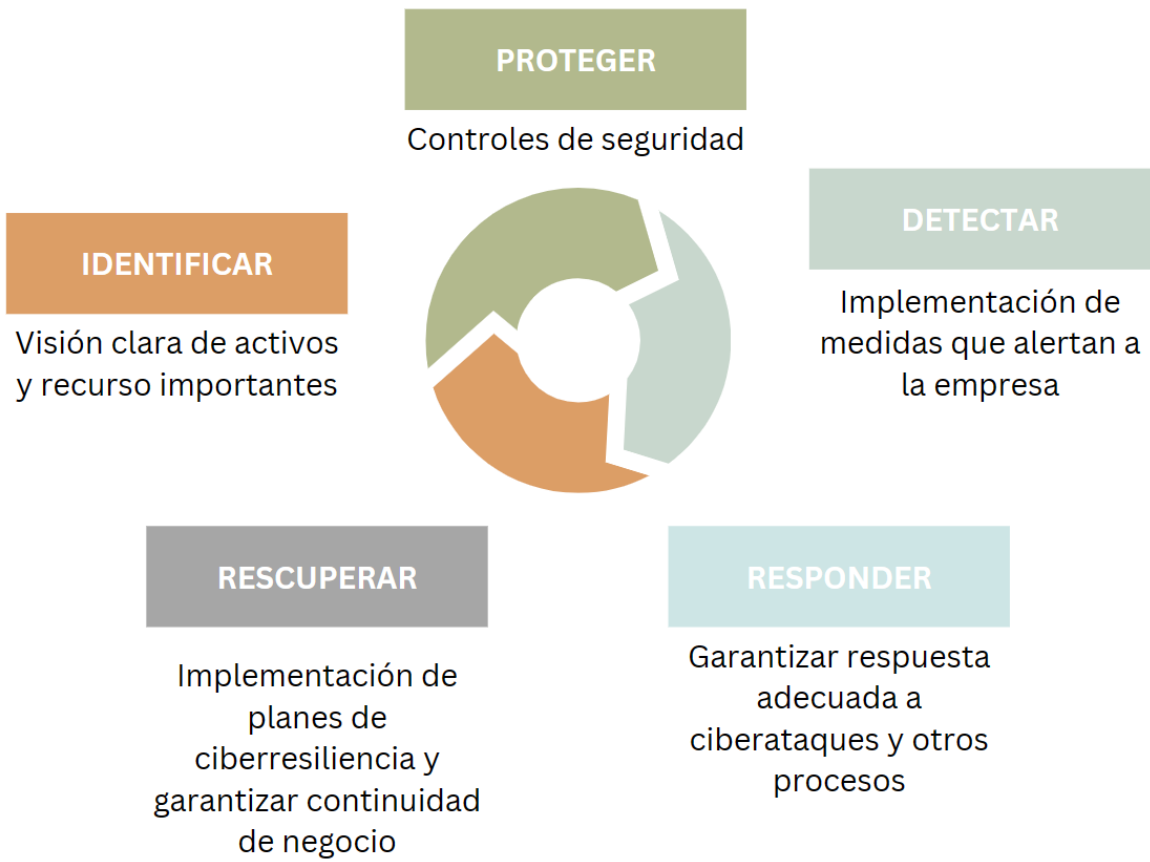 PROTEGER
Controles de seguridad
IDENTIFICAR
Visión clara de activos
y recurso importantes
DETECTAR
Implementación de
medidas que alertan a
la empresa
RESCUPERAR
Implementación de
planes de
ciberresiliencia y
garantizar continuidad
de negocio
RESPONDER
Garantizar respuesta
adecuada a
ciberataques y otros
procesos